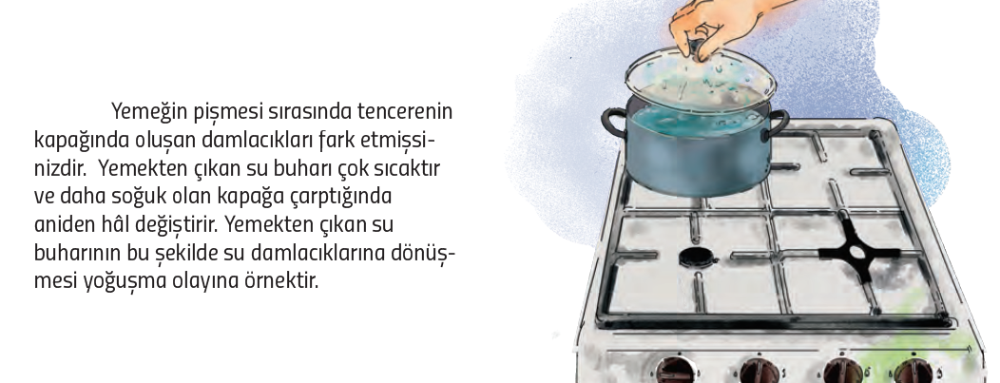 Yemeğin pişmesi sırasında tencerenin
kapağında oluşan damlacıkları fark etmişsi-
nizdir.  Yemekten çıkan su buharı çok sıcaktır
ve daha soğuk olan kapağa çarptığında
aniden hâl değiştirir. Yemekten çıkan su
buharının bu şekilde su damlacıklarına dönüş-
mesi yoğuşma olayına örnektir.